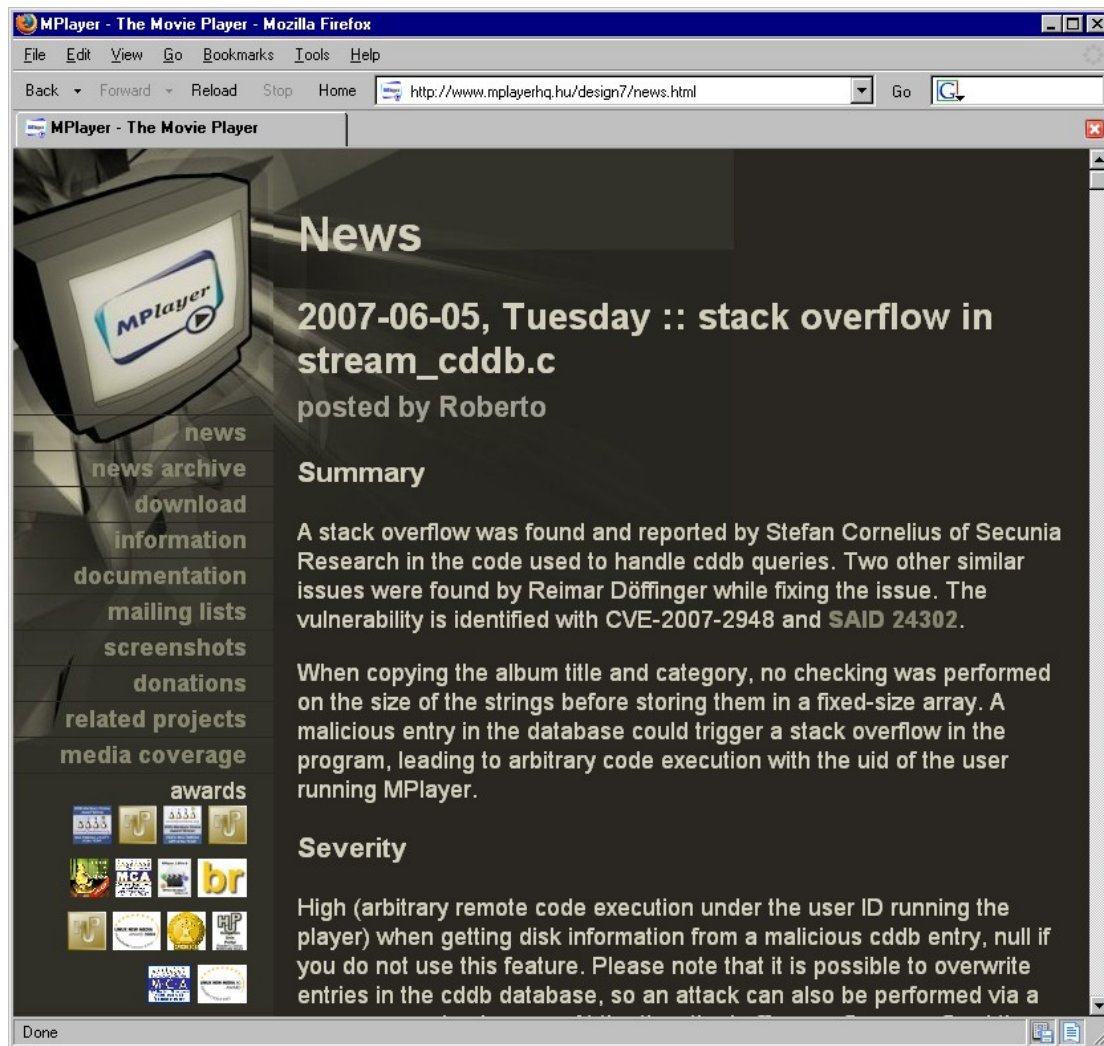 MPlayer - The Movie Player - Mozilla Firefox
File Edit View Go Bookmarks Tools Help
Back Forward Reload Stop Home http://www.mplayerhq.hu/design7/news.html Go G
MPlayer - The Movie Player
MPlayer
News
2007-06-05, Tuesday :: stack overflow in
stream_cddb.c
posted by Roberto
news
news archive
download
information
documentation
mailing lists
screenshots
donations
related projects
media coverage
awards
br
MCA
UP
M-C-A
Summary
A stack overflow was found and reported by Stefan Cornelius of Secunia
Research in the code used to handle cddb queries. Two other similar
issues were found by Reimar Döffinger while fixing the issue. The
vulnerability is identified with CVE-2007-2948 and SAID 24302.
When copying the album title and category, no checking was performed
on the size of the strings before storing them in a fixed-size array. A
malicious entry in the database could trigger a stack overflow in the
program, leading to arbitrary code execution with the uid of the user
running MPlayer.
Severity
High (arbitrary remote code execution under the user ID running the
player) when getting disk information from a malicious cddb entry, null if
you do not use this feature. Please note that it is possible to overwrite
entries in the cddb database, so an attack can also be performed via a
Done